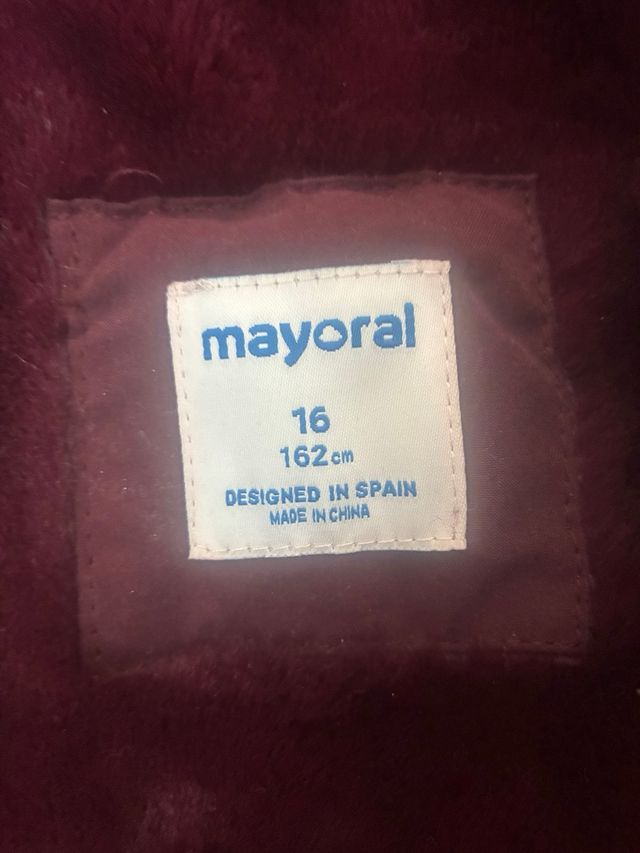 mayoral
16
162cm
DESIGNED IN SPAIN
MADE IN CHINA